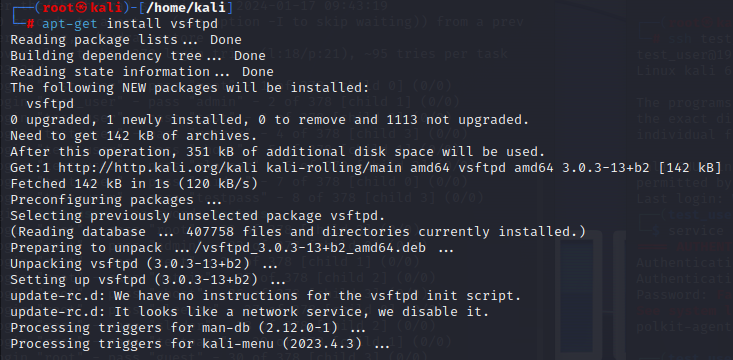 ┌──(root㉿kali)-[/home/kali]
└─# apt-get install vsftpd
Reading package lists... Done
Building dependency tree... Done
Reading state information... Done
The following NEW packages will be installed:
  vsftpd
0 upgraded, 1 newly installed, 0 to remove and 1113 not upgraded.
Need to get 142 kB of archives.
After this operation, 351 kB of additional disk space will be used.
Get:1 http://http.kali.org/kali kali-rolling/main amd64 vsftpd amd64 3.0.3-13+b2 [142 kB]
Fetched 142 kB in 1s (120 kB/s)
Preconfiguring packages ...
Selecting previously unselected package vsftpd.
(Reading database ... 407758 files and directories currently installed.)
Preparing to unpack .../vsftpd_3.0.3-13+b2_amd64.deb ...
Unpacking vsftpd (3.0.3-13+b2) ...
Setting up vsftpd (3.0.3-13+b2) ...
update-rc.d: We have no instructions for the vsftpd init script.
update-rc.d: It looks like a network service, we disable it.
Processing triggers for man-db (2.12.0-1) ...
Processing triggers for kali-menu (2023.4.3) ...